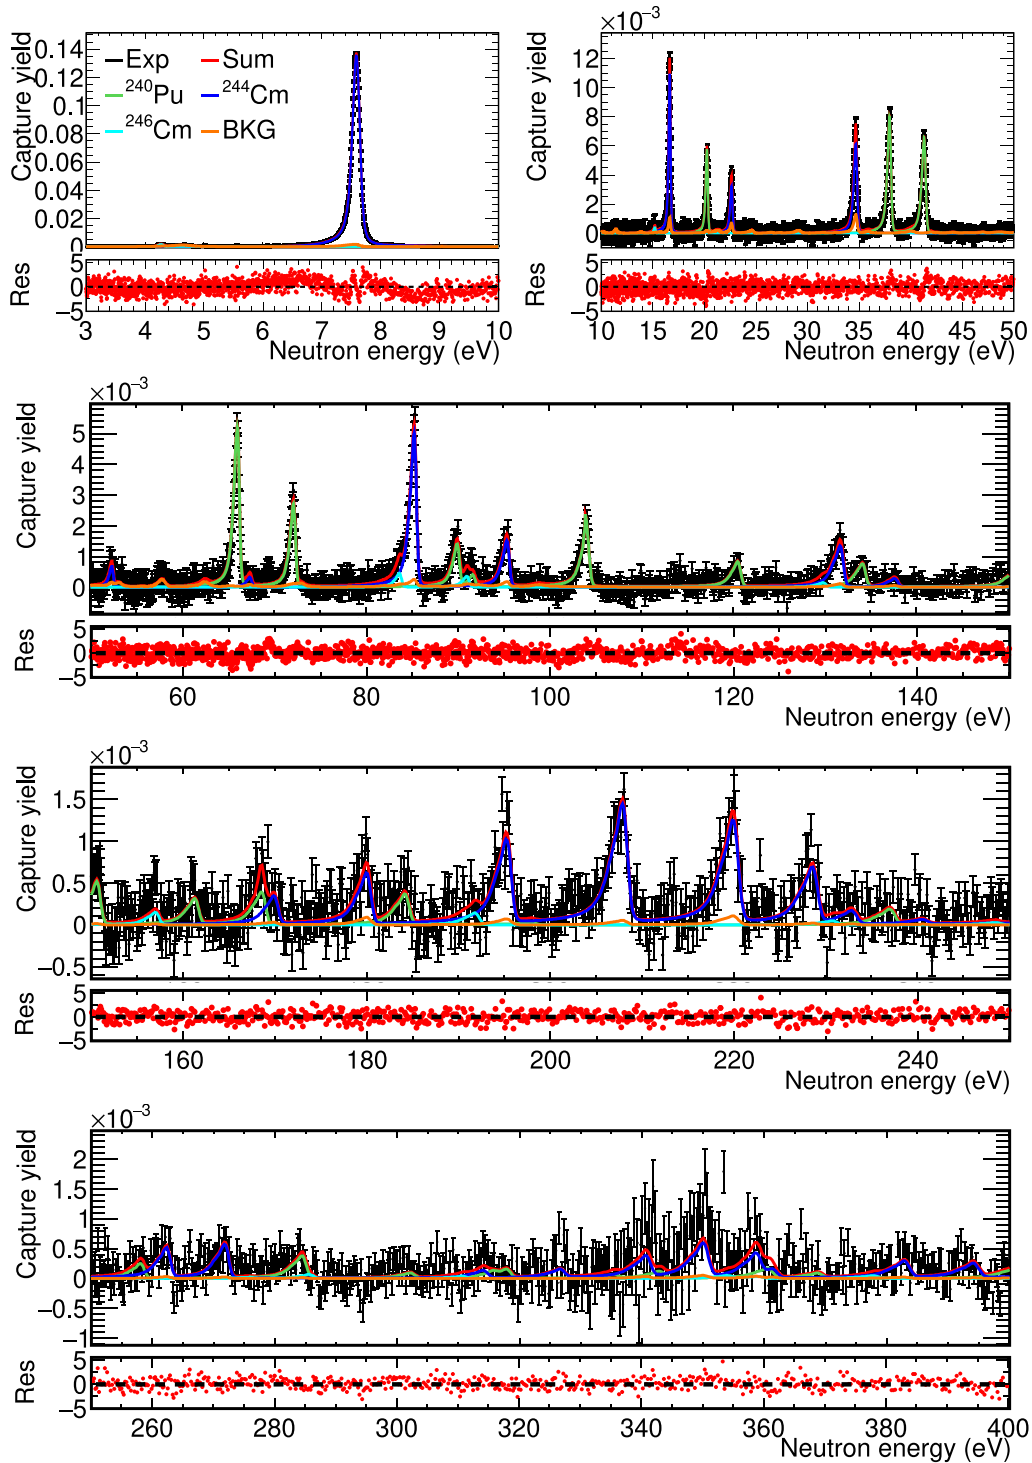 Capture yield
0.14
0.12
0.1
0.08
0.06
0.04
0.02
0
Exp Sum
²⁴⁰Pu ²⁴⁴Cm
²⁴⁶Cm BKG
Res
5
0
−5
3 4 5 6 7 8 9 10
Neutron energy (eV)
×10⁻³
Capture yield
12
10
8
6
4
2
0
Res
5
0
−5
10 15 20 25 30 35 40 45 50
Neutron energy (eV)
×10⁻³
Capture yield
5
4
3
2
1
0
Res
5
0
−5
60 80 100 120 140
Neutron energy (eV)
×10⁻³
Capture yield
1.5
1
0.5
0
−0.5
Res
5
0
−5
160 180 200 220 240
Neutron energy (eV)
×10⁻³
Capture yield
2
1.5
1
0.5
0
−0.5
−1
Res
5
0
−5
260 280 300 320 340 360 380 400
Neutron energy (eV)